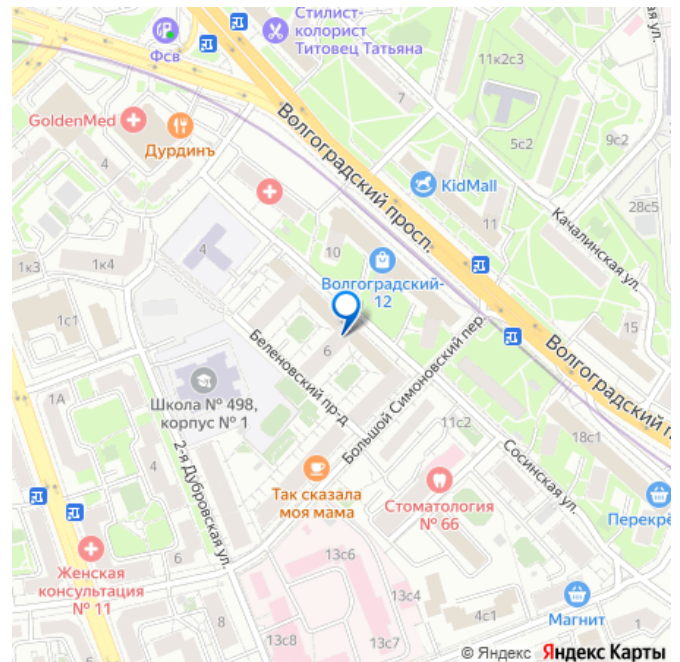 Стилист-
колорист
Титовец Татьяна
Фсв
11к2с3
GoldenMed
Дурдинъ
7
5с2
9с2
4
Волгоградский просп.
KidMall
28с5
11
Качалинская ул.
4
10
1к3
1к4
Волгоградский-
12
15
1с1
6
Беленовский пр-д
Большой Симоновский пер.
Волгоградский п
Школа № 498,
корпус № 1
1А
11с2
18с1
4
2-я Дубровская ул.
Сосинская ул.
Так сказала
моя мама
Стоматология
№ 66
Перекрё
6
Женская
консультация
№ 11
13с6
13с4
4с1
Магнит
1
13с8
13с7
© Яндекс Яндекс Карты